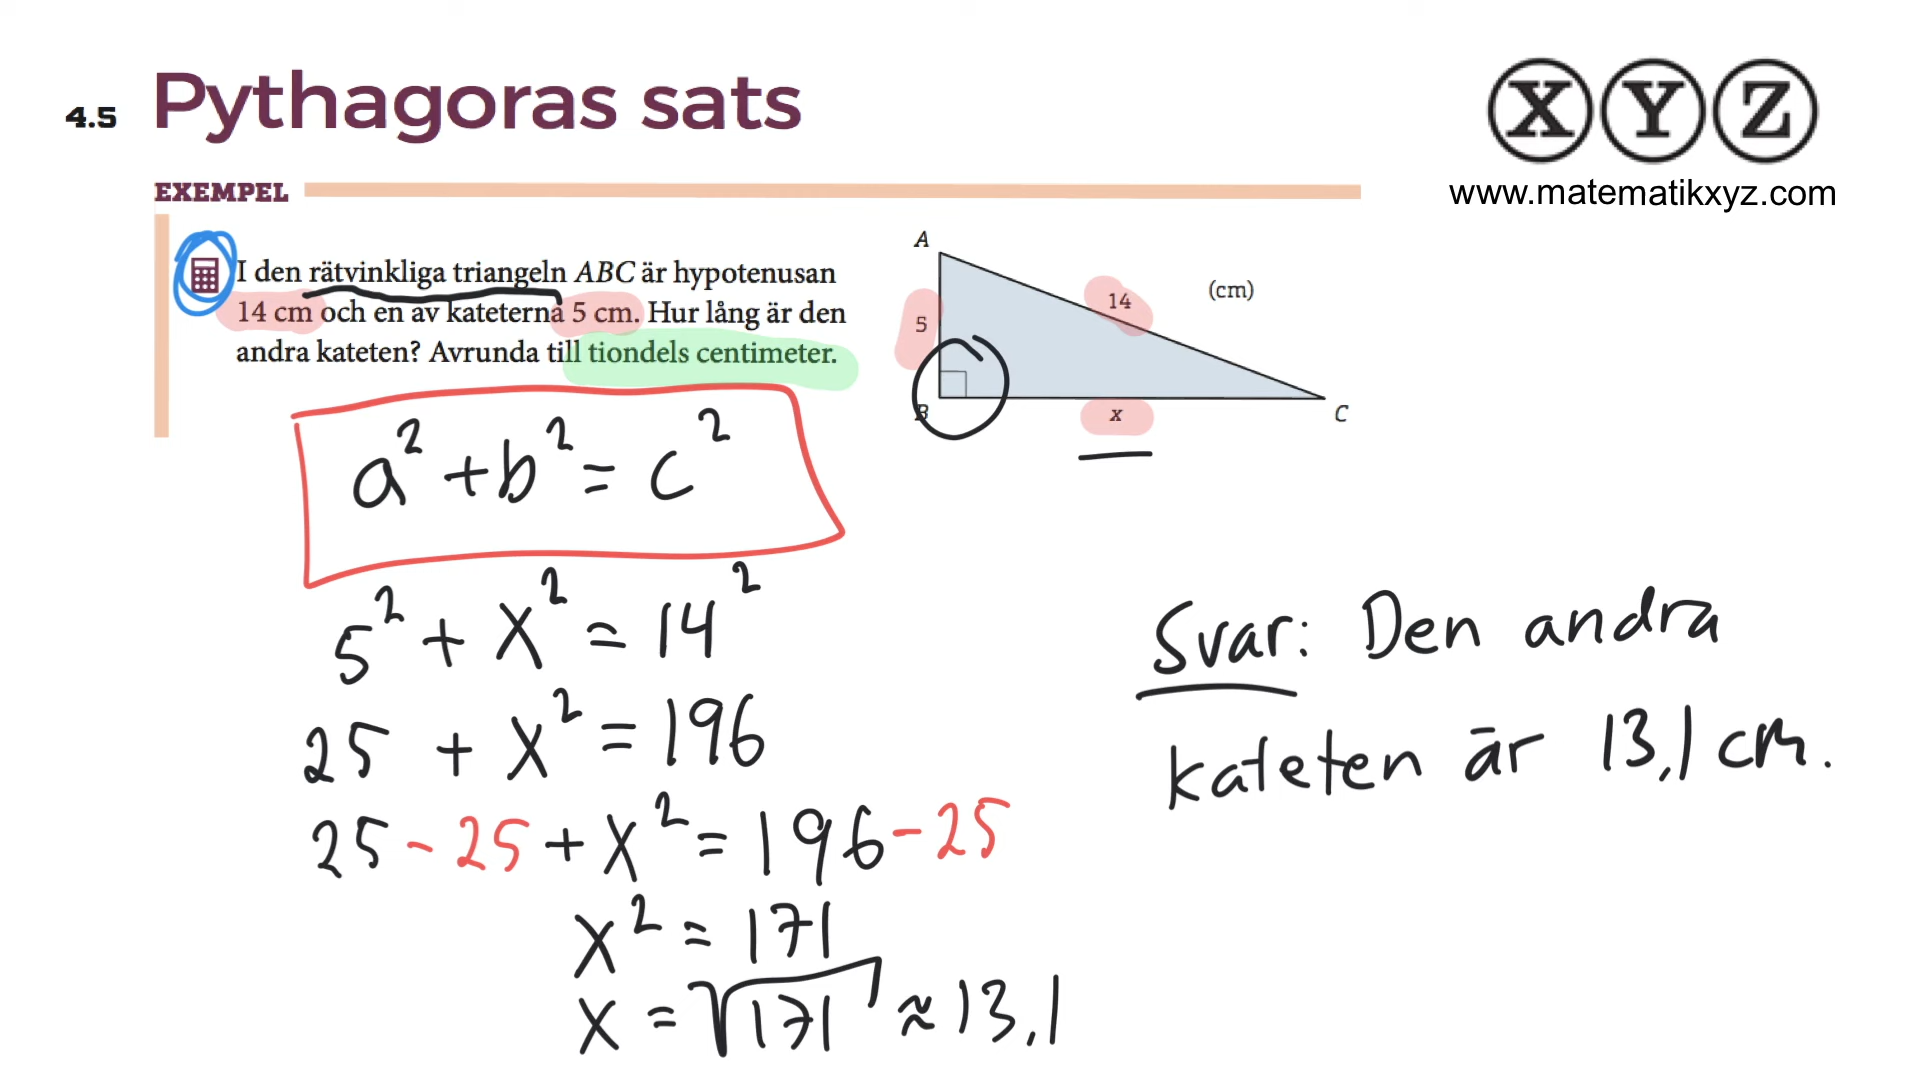 4.5 Pythagoras sats
XYZ
www.matematikxyz.com
EXEMPEL
I den rätvinkliga triangeln ABC är hypotenusan
14 cm och en av kateterna 5 cm. Hur lång är den
andra kateten? Avrunda till tiondels centimeter.
A
14
(cm)
5
B
x
C
a² + b² = c²
5² + x² = 14²
25 + x² = 196
25 - 25 + x² = 196 - 25
x² = 171
x = √171 ≈ 13,1
Svar: Den andra
kateten är 13,1 cm.